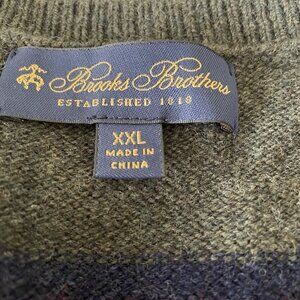 Brooks Brothers
ESTABLISHED 1818
XXL
MADE IN
CHINA